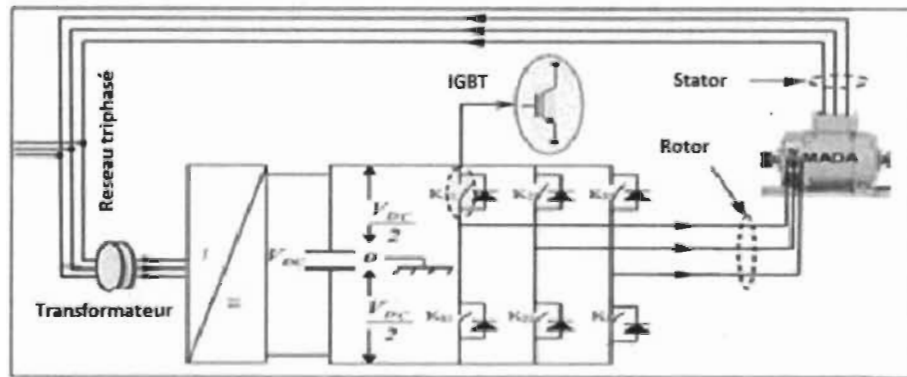 Reseau triphasé
IGBT
Stator
MADA
Rotor
V_DC
2
V_DC
V_DC
2
Transformateur